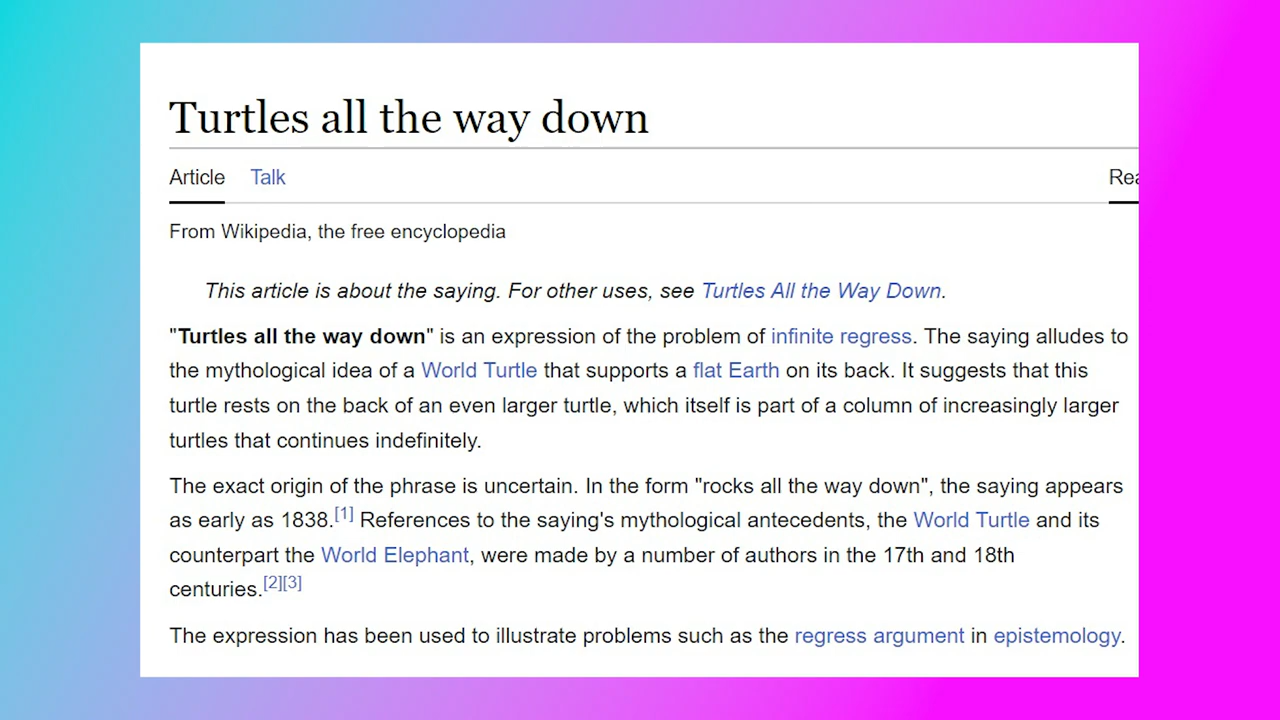 Turtles all the way down
Article Talk
Rea
From Wikipedia, the free encyclopedia
This article is about the saying. For other uses, see Turtles All the Way Down.
"Turtles all the way down" is an expression of the problem of infinite regress. The saying alludes to
the mythological idea of a World Turtle that supports a flat Earth on its back. It suggests that this
turtle rests on the back of an even larger turtle, which itself is part of a column of increasingly larger
turtles that continues indefinitely.
The exact origin of the phrase is uncertain. In the form "rocks all the way down", the saying appears
as early as 1838.[1] References to the saying's mythological antecedents, the World Turtle and its
counterpart the World Elephant, were made by a number of authors in the 17th and 18th
centuries.[2][3]
The expression has been used to illustrate problems such as the regress argument in epistemology.